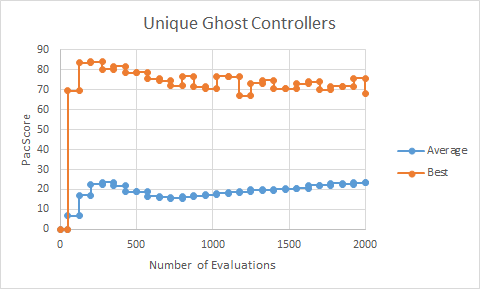 Unique Ghost Controllers
90
80
70
60
50
40
30
20
10
0
PacScore
0 500 1000 1500 2000
Number of Evaluations
Average
Best